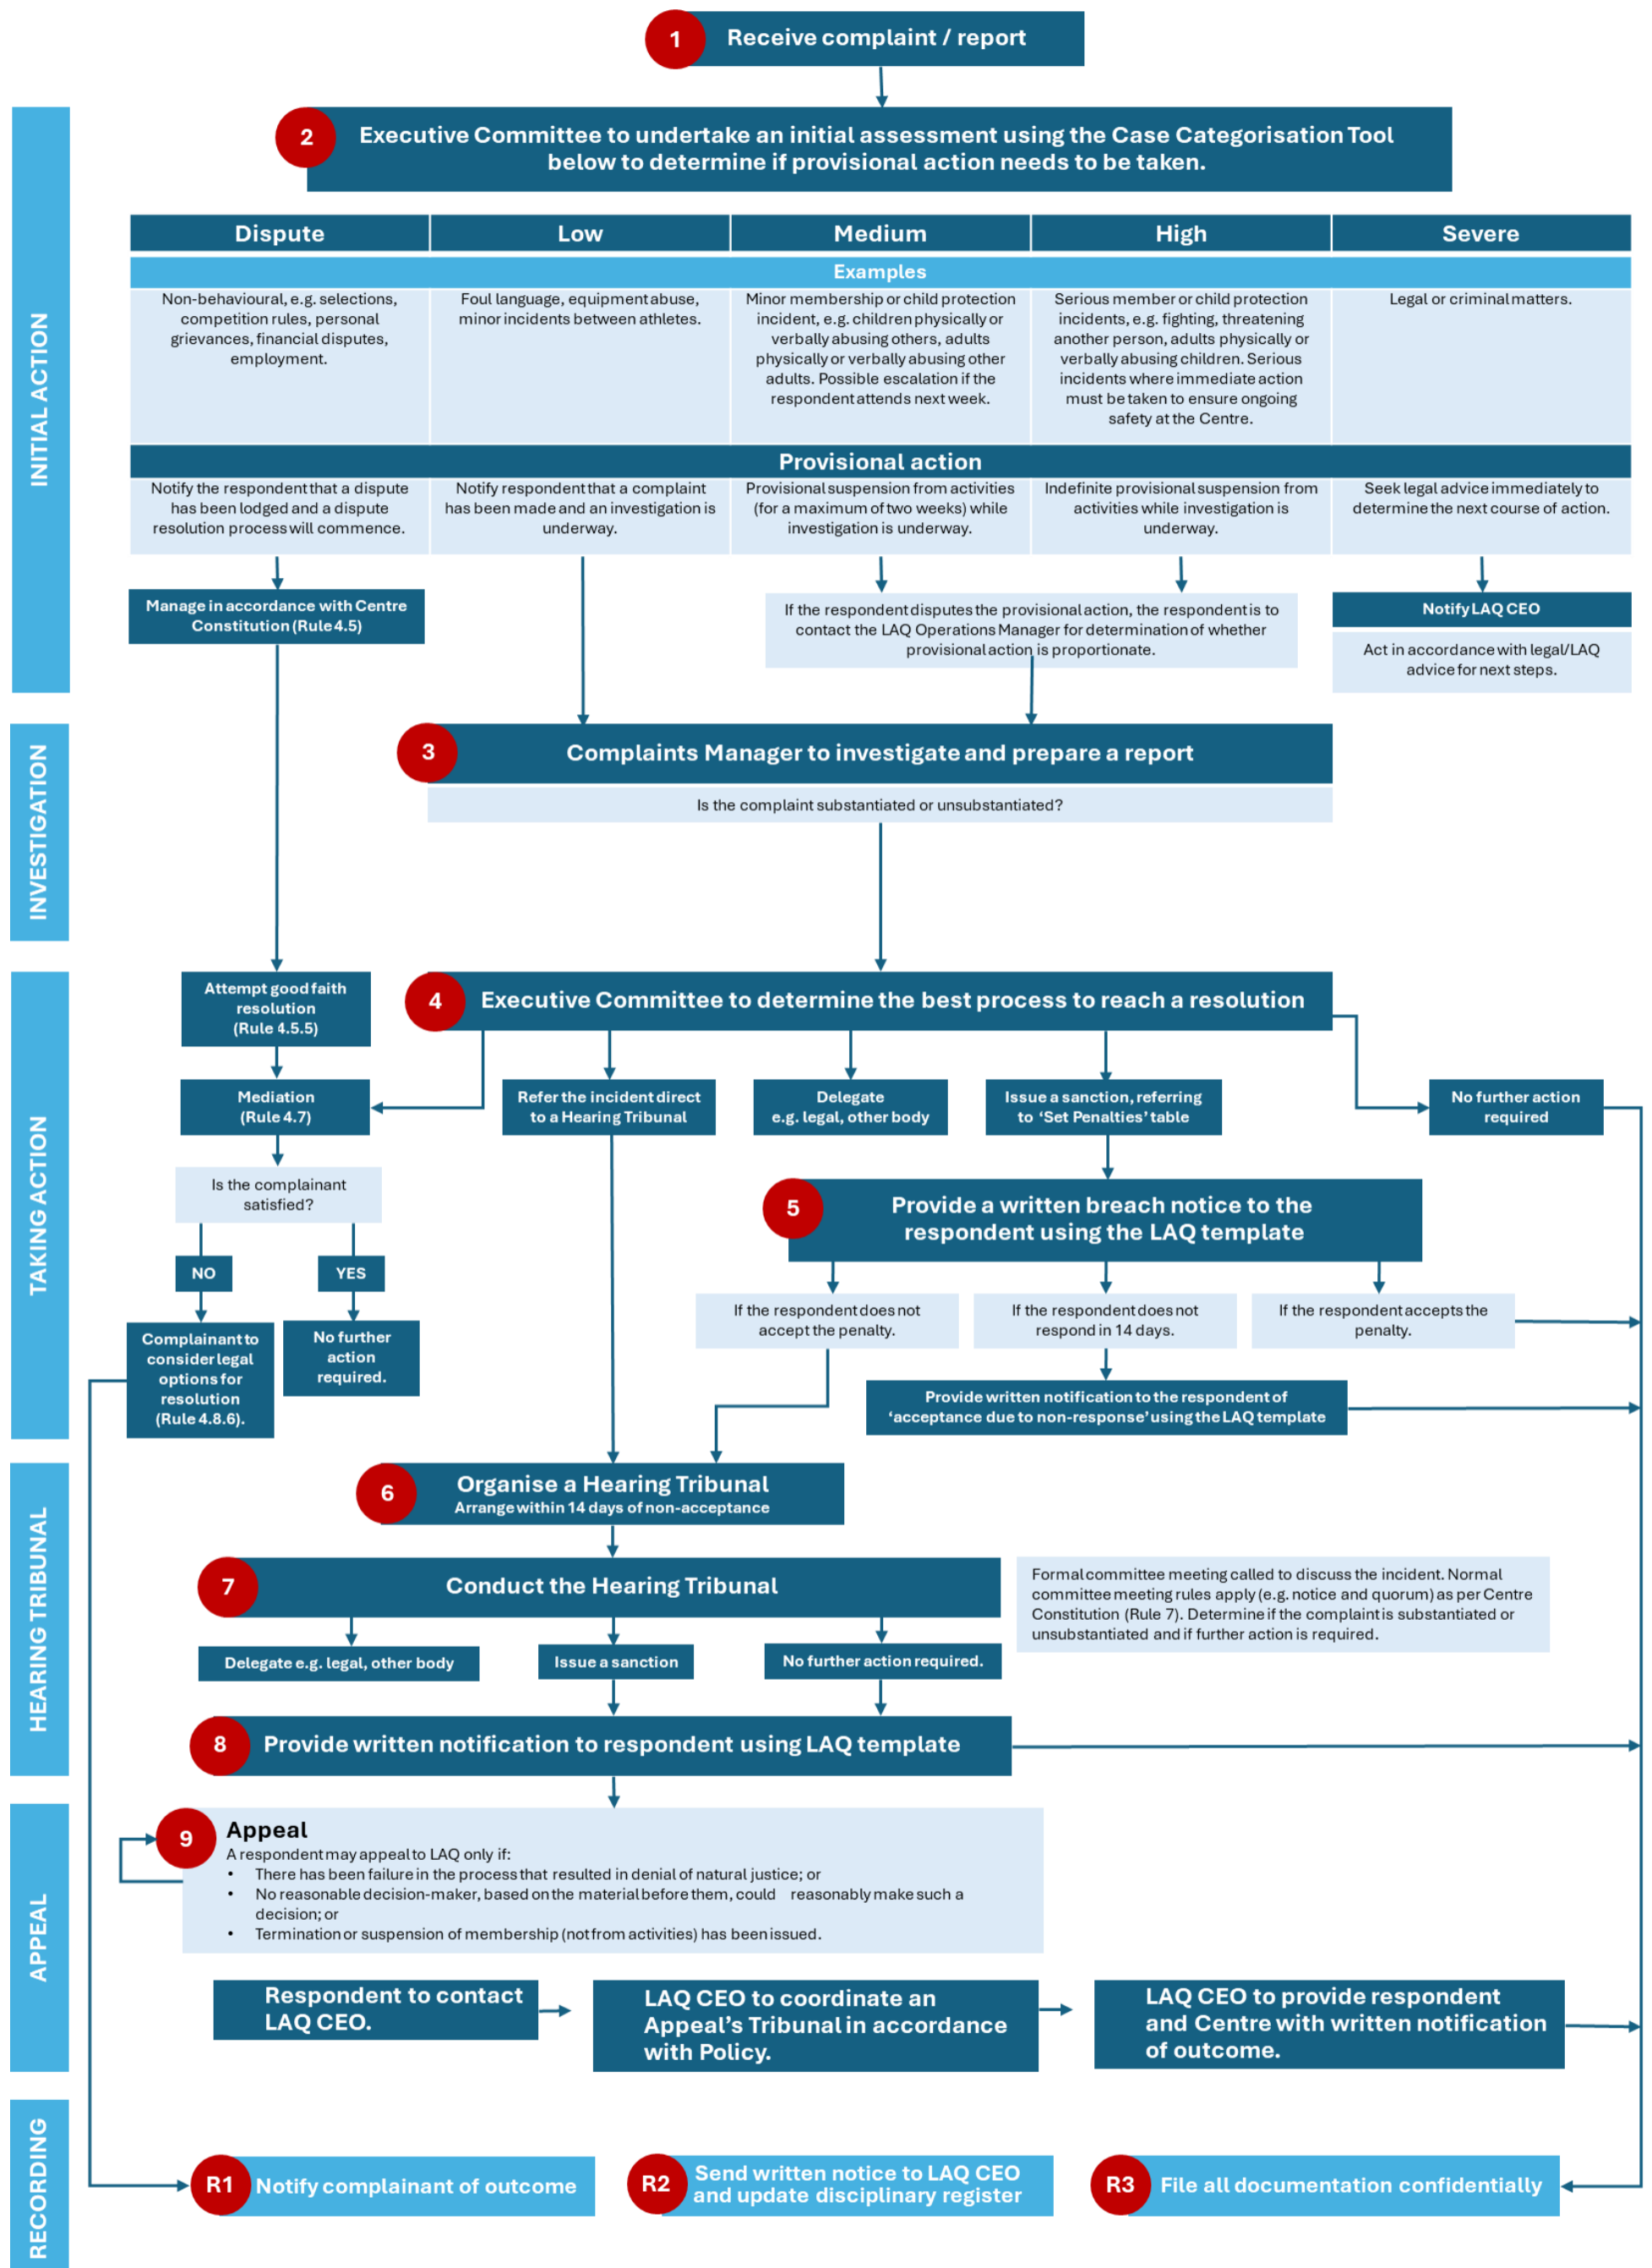 1
Receive complaint / report
INITIAL ACTION
2
Executive Committee to undertake an initial assessment using the Case Categorisation Tool
below to determine if provisional action needs to be taken.
Dispute
Low
Medium
High
Severe
Examples
Non-behavioural, e.g. selections,
competition rules, personal
grievances, financial disputes,
employment.
Foul language, equipment abuse,
minor incidents between athletes.
Minor membership or child protection
incident, e.g. children physically or
verbally abusing others, adults
physically or verbally abusing other
adults. Possible escalation if the
respondent attends next week.
Serious member or child protection
incidents, e.g. fighting, threatening
another person, adults physically or
verbally abusing children. Serious
incidents where immediate action
must be taken to ensure ongoing
safety at the Centre.
Legal or criminal matters.
Provisional action
Notify the respondent that a dispute
has been lodged and a dispute
resolution process will commence.
Notify respondent that a complaint
has been made and an investigation is
underway.
Provisional suspension from activities
(for a maximum of two weeks) while
investigation is underway.
Indefinite provisional suspension from
activities while investigation is
underway.
Seek legal advice immediately to
determine the next course of action.
Manage in accordance with Centre
Constitution (Rule 4.5)
If the respondent disputes the provisional action, the respondent is to
contact the LAQ Operations Manager for determination of whether
provisional action is proportionate.
Notify LAQ CEO
Act in accordance with legal/LAQ
advice for next steps.
INVESTIGATION
3
Complaints Manager to investigate and prepare a report
Is the complaint substantiated or unsubstantiated?
TAKING ACTION
Attempt good faith
resolution
(Rule 4.5.5)
4
Executive Committee to determine the best process to reach a resolution
Mediation
(Rule 4.7)
Refer the incident direct
to a Hearing Tribunal
Delegate
e.g. legal, other body
Issue a sanction, referring
to ‘Set Penalties’ table
No further action
required
Is the complainant
satisfied?
NO
YES
Complainant to
consider legal
options for
resolution
(Rule 4.8.6).
No further
action
required.
5
Provide a written breach notice to the
respondent using the LAQ template
If the respondent does not
accept the penalty.
If the respondent does not
respond in 14 days.
If the respondent accepts the
penalty.
Provide written notification to the respondent of
‘acceptance due to non-response’ using the LAQ template
HEARING TRIBUNAL
6
Organise a Hearing Tribunal
Arrange within 14 days of non-acceptance
7
Conduct the Hearing Tribunal
Formal committee meeting called to discuss the incident. Normal
committee meeting rules apply (e.g. notice and quorum) as per Centre
Constitution (Rule 7). Determine if the complaint is substantiated or
unsubstantiated and if further action is required.
Delegate e.g. legal, other body
Issue a sanction
No further action required.
8
Provide written notification to respondent using LAQ template
APPEAL
9
Appeal
A respondent may appeal to LAQ only if:
• There has been failure in the process that resulted in denial of natural justice; or
• No reasonable decision-maker, based on the material before them, could reasonably make such a
decision; or
• Termination or suspension of membership (not from activities) has been issued.
Respondent to contact
LAQ CEO.
LAQ CEO to coordinate an
Appeal’s Tribunal in accordance
with Policy.
LAQ CEO to provide respondent
and Centre with written notification
of outcome.
RECORDING
R1
Notify complainant of outcome
R2
Send written notice to LAQ CEO
and update disciplinary register
R3
File all documentation confidentially